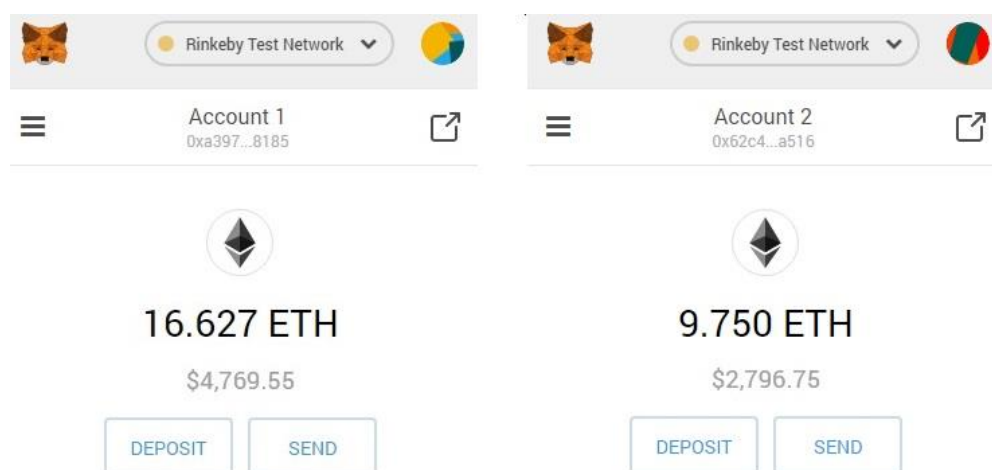 Rinkeby Test Network
Account 1
0xa397...8185
16.627 ETH
$4,769.55
DEPOSIT SEND
Rinkeby Test Network
Account 2
0x62c4...a516
9.750 ETH
$2,796.75
DEPOSIT SEND